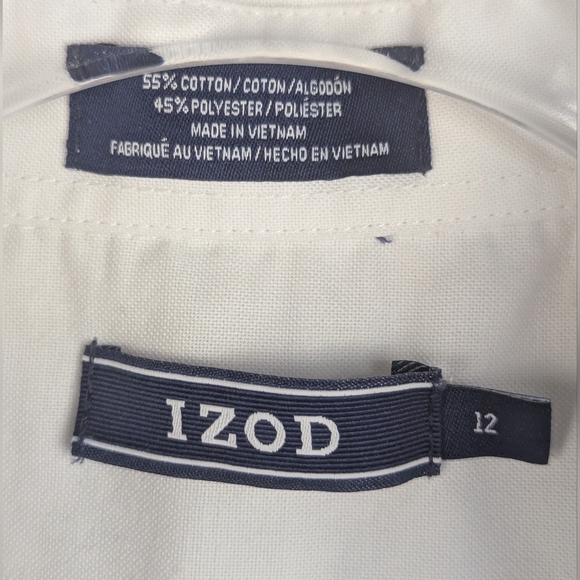 55% COTTON/COTON/ALGODÓN
45% POLYESTER/POLIÉSTER
MADE IN VIETNAM
FABRIQUÉ AU VIETNAM/HECHO EN VIETNAM
IZOD
12